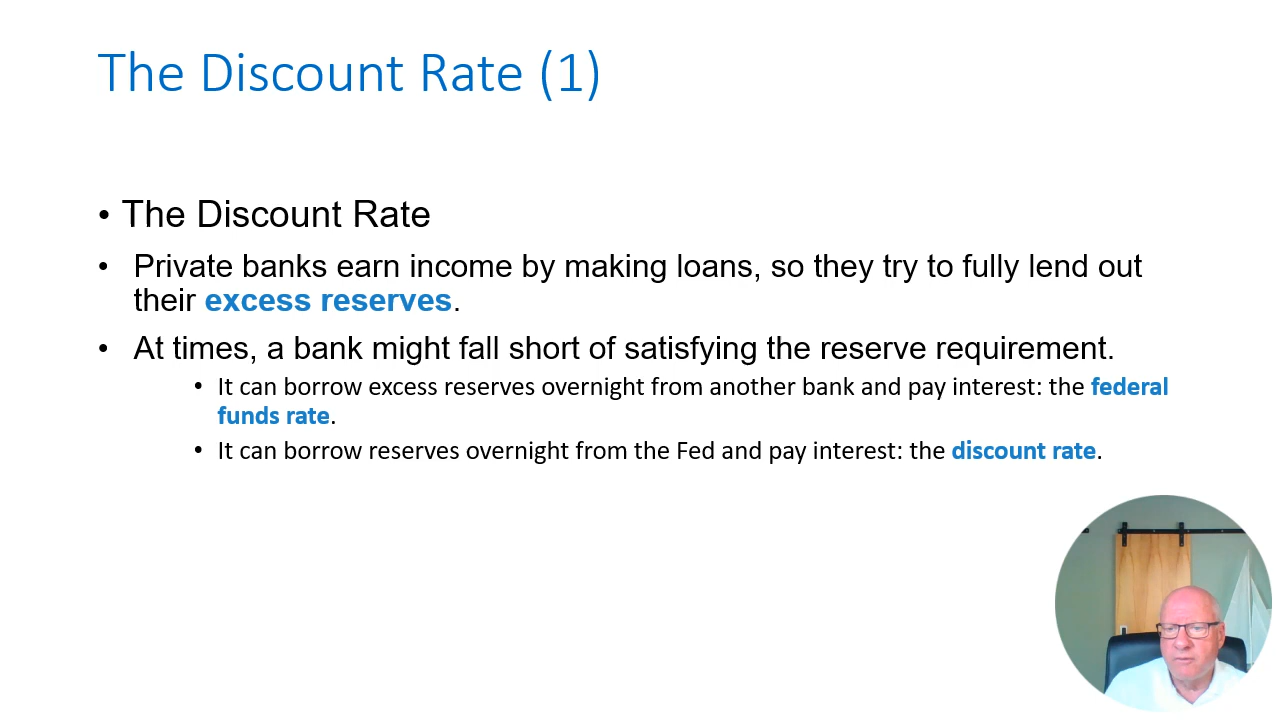 The Discount Rate (1)
• The Discount Rate
• Private banks earn income by making loans, so they try to fully lend out
their excess reserves.
• At times, a bank might fall short of satisfying the reserve requirement.
• It can borrow excess reserves overnight from another bank and pay interest: the federal
funds rate.
• It can borrow reserves overnight from the Fed and pay interest: the discount rate.